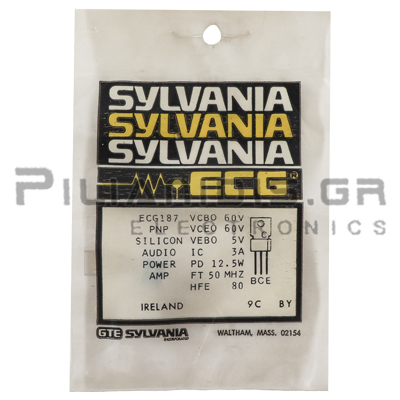 SYLVANIA
SYLVANIA
SYLVANIA
ECG®
PILIARDS.GR
ELECTRONICS
ECG187 VCBO 60V
PNP VCEO 60V
SILICON VEBO 5V
AUDIO IC 3A
POWER PD 12.5W
AMP FT 50 MHZ
HFE 80
C
BCE
IRELAND 9C BY
GTE SYLVANIA
WALTHAM, MASS. 02154